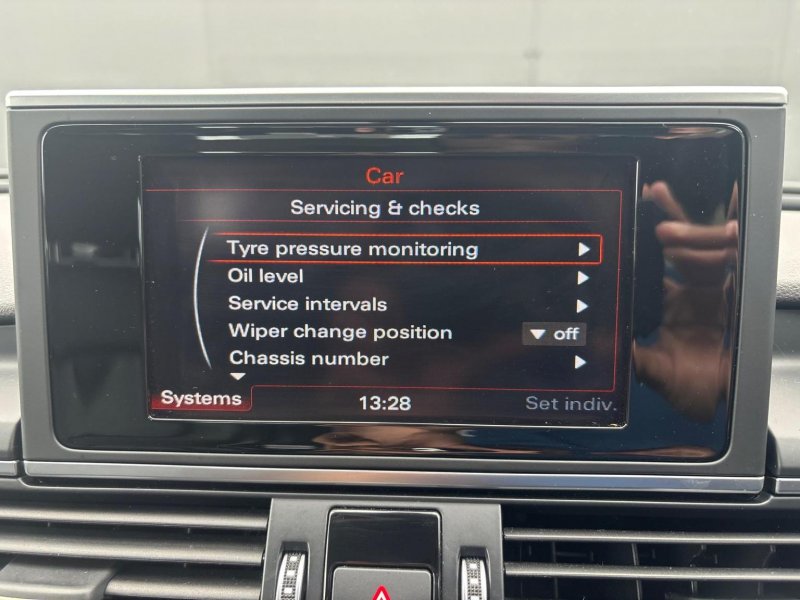 Car
Servicing & checks
Tyre pressure monitoring
Oil level
Service intervals
Wiper change position off
Chassis number
Systems 13:28 Set indiv.